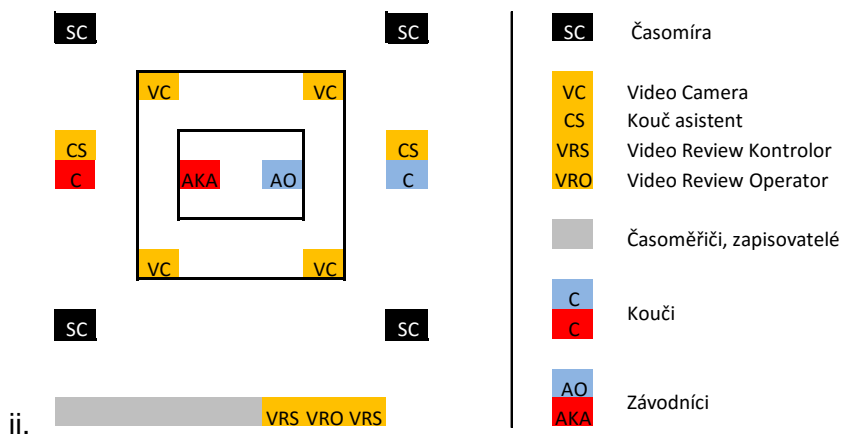 SC SC SC Časomíra
VC VC VC Video Camera
CS CS CS Kouč asistent
VRS Video Review Kontrolor
C AKA AO C VRO Video Review Operator
Časoměřiči, zapisovatelé
VC VC
C
Kouči
C
SC SC
AO
Závodníci
AKA
ii. VRS VRO VRS